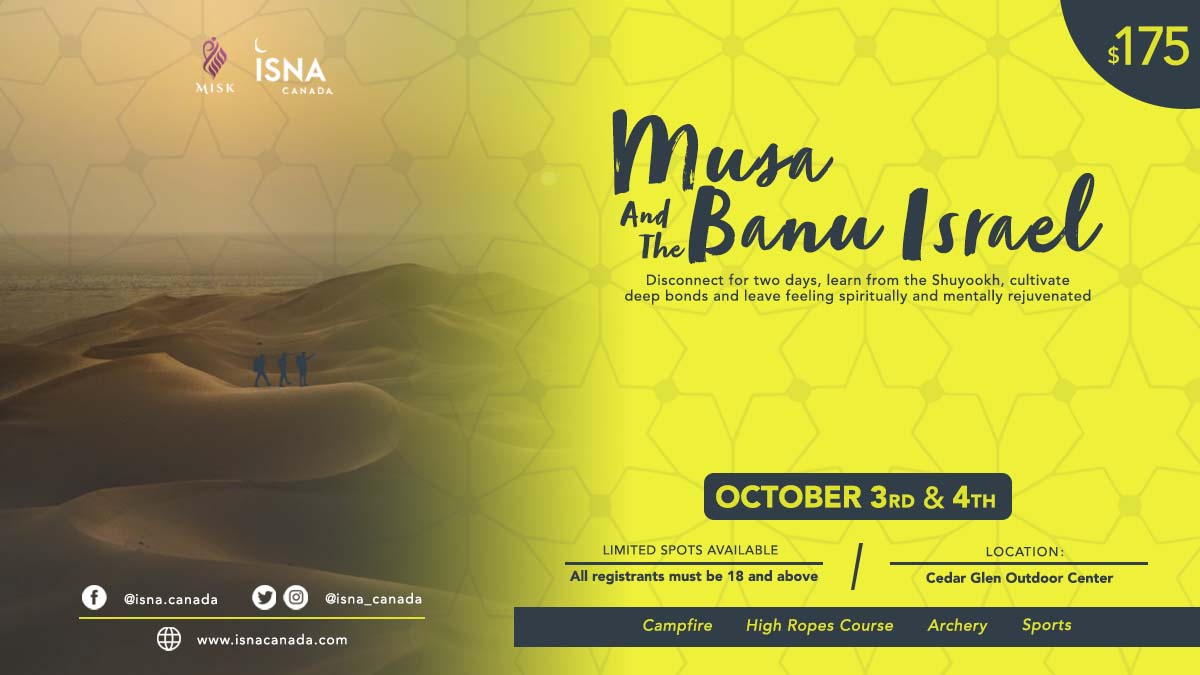 MISK
ISNA
CANADA
$175
Musa
And The Banu Israel
Disconnect for two days, learn from the Shuyookh, cultivate
deep bonds and leave feeling spiritually and mentally rejuvenated
OCTOBER 3RD & 4TH
LIMITED SPOTS AVAILABLE
All registrants must be 18 and above
/
LOCATION:
Cedar Glen Outdoor Center
Campfire High Ropes Course Archery Sports
@isna.canada @isna_canada
www.isnacanada.com